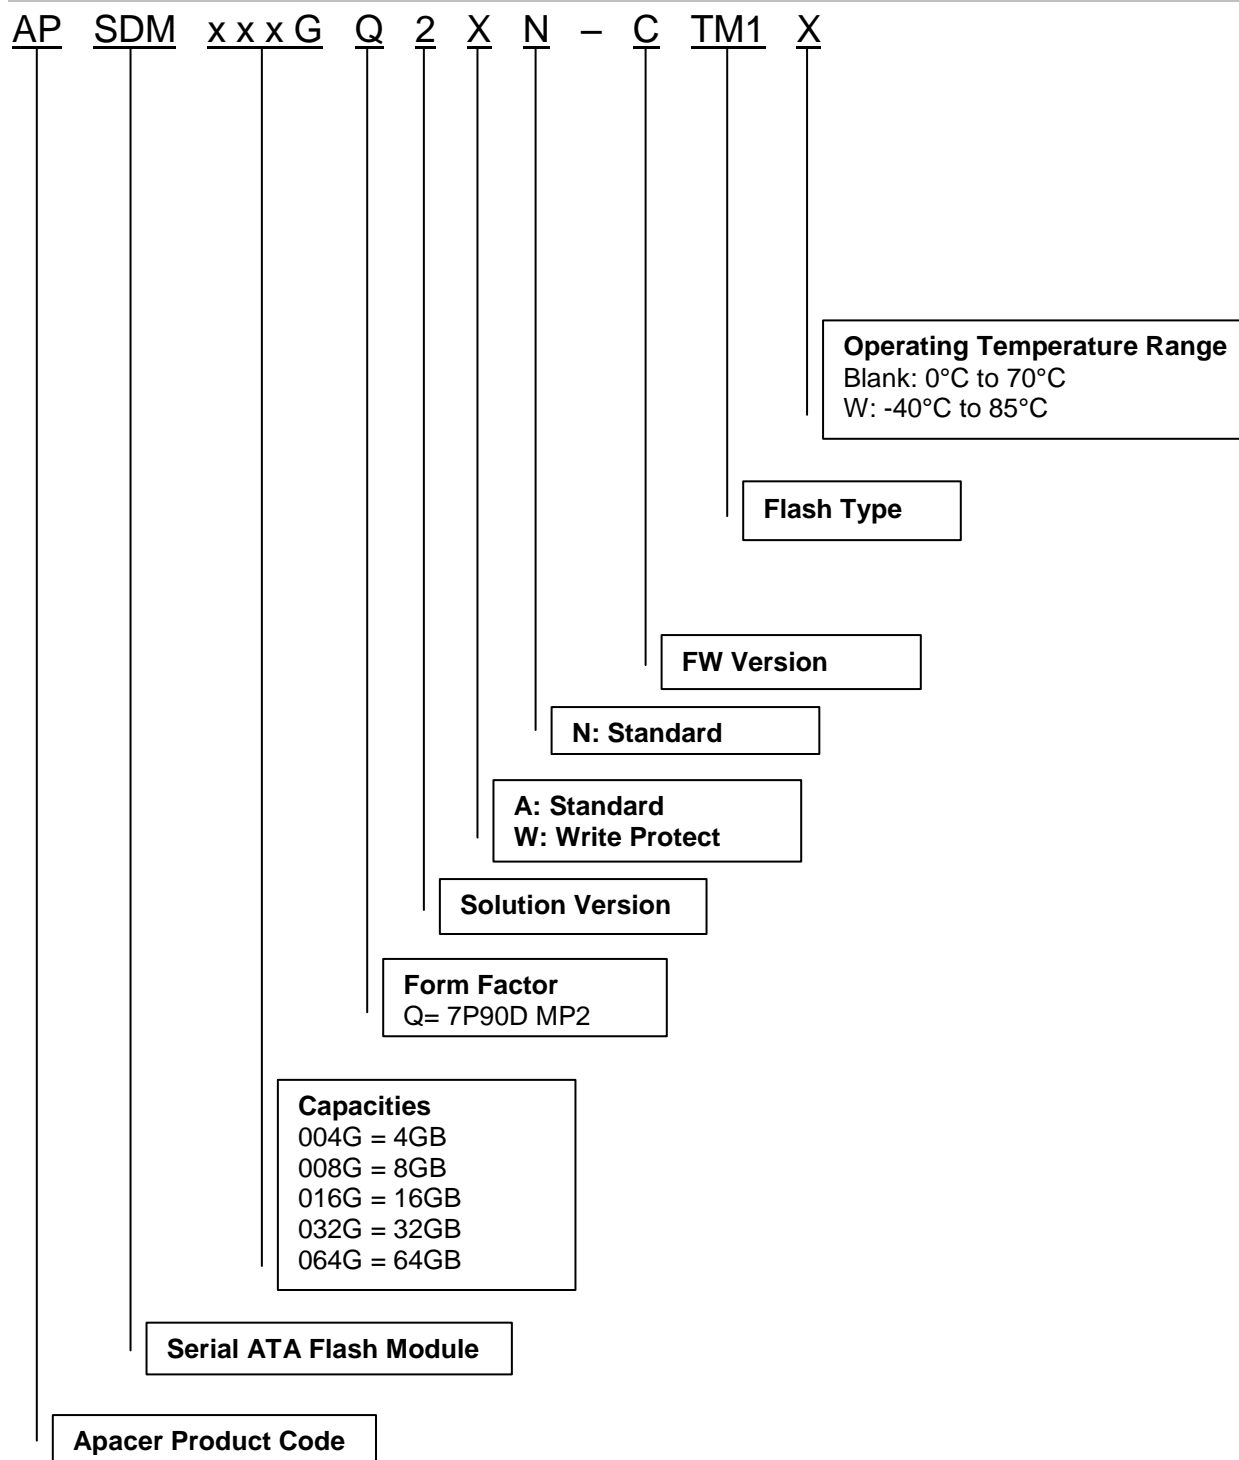 AP SDM x x x G Q 2 X N – C TM1 X
Operating Temperature Range
Blank: 0°C to 70°C
W: -40°C to 85°C
Flash Type
FW Version
N: Standard
A: Standard
W: Write Protect
Solution Version
Form Factor
Q= 7P90D MP2
Capacities
004G = 4GB
008G = 8GB
016G = 16GB
032G = 32GB
064G = 64GB
Serial ATA Flash Module
Apacer Product Code